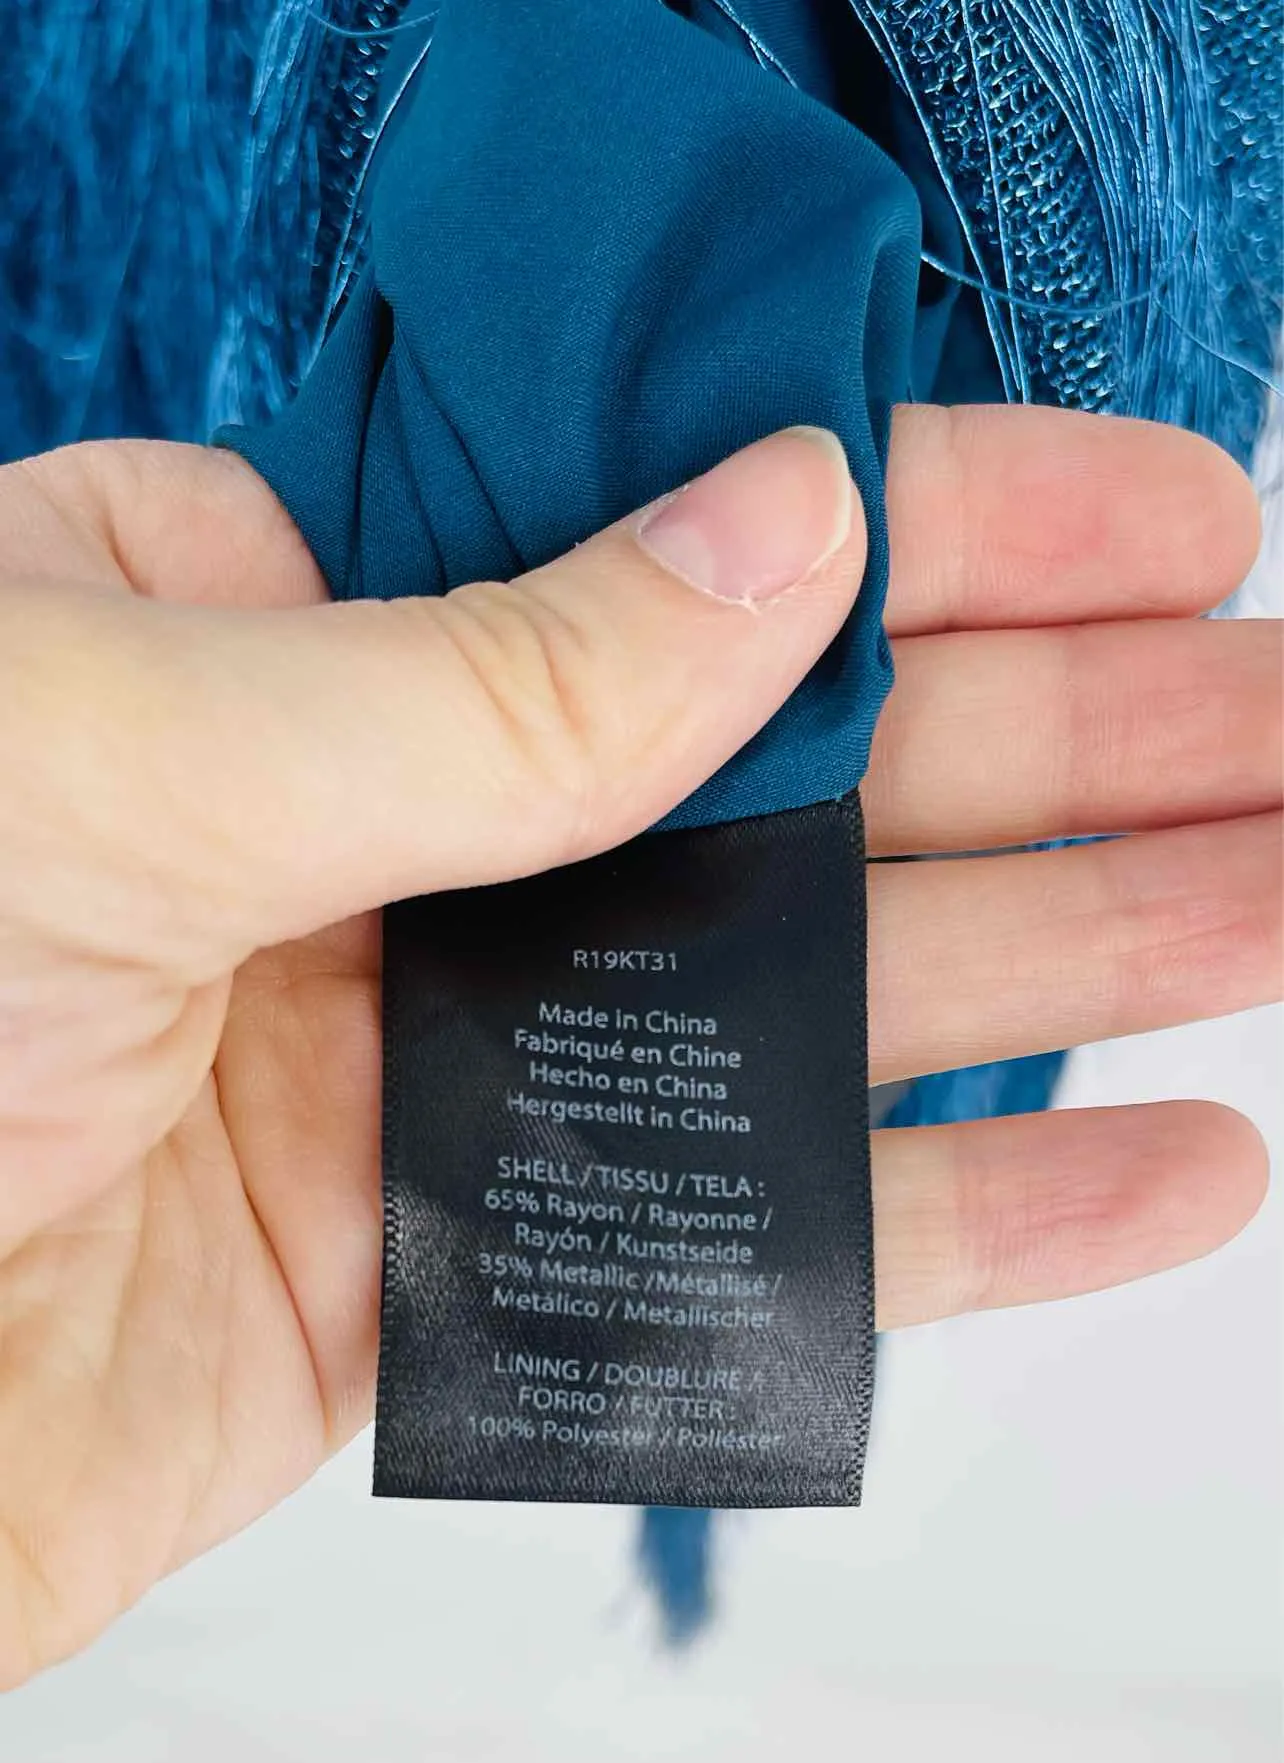 R19KT31
Made in China
Fabriqué en Chine
Hecho en China
Hergestellt in China
SHELL / TISSU / TELA :
65% Rayon / Rayonne /
Rayón / Kunstseide
35% Metallic / Métallisé /
Metálico / Metallischer
LINING / DOUBLURE /
FORRO / FUTTER :
100% Polyester / Poliéster